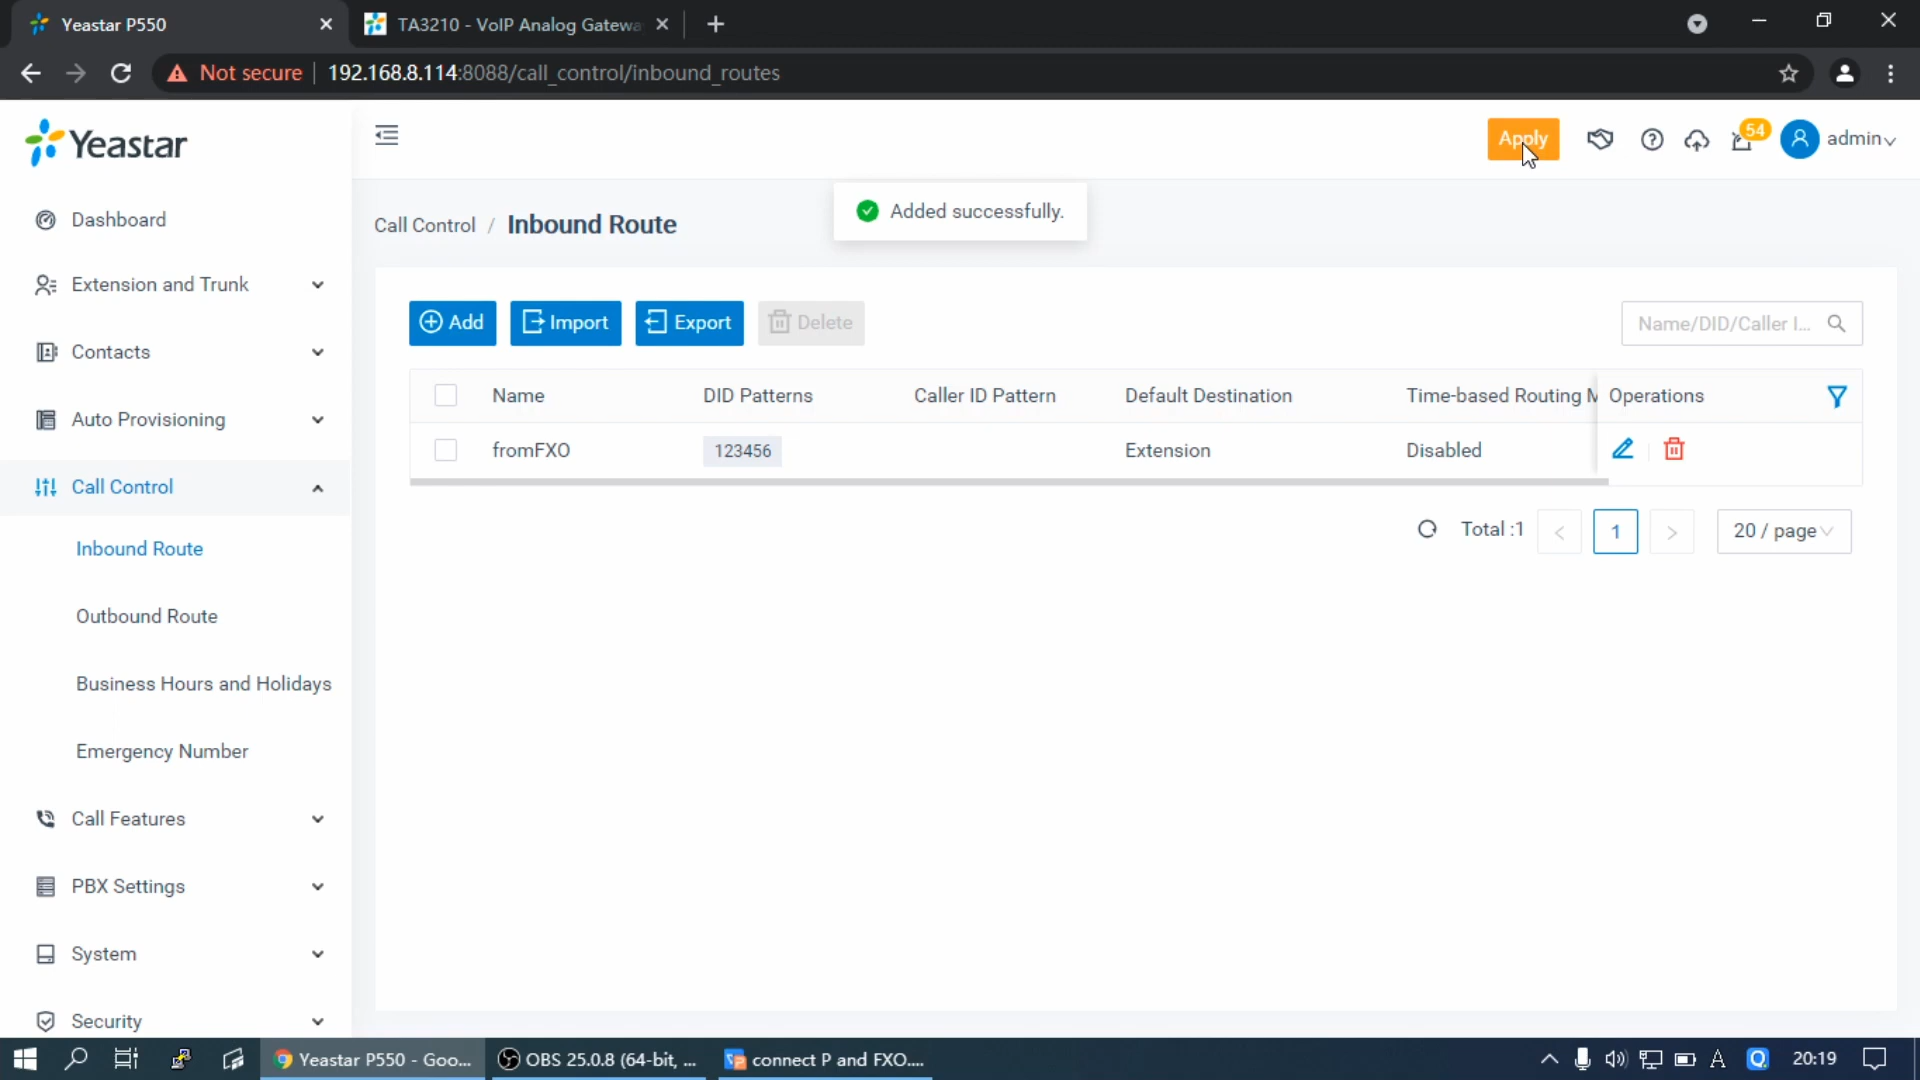 Yeastar P550
TA3210 - VoIP Analog Gatewa
Not secure
192.168.8.114:8088/call_control/inbound_routes
Yeastar
Apply
54
admin
Added successfully.
Call Control / Inbound Route
Dashboard
Extension and Trunk
Contacts
Auto Provisioning
Call Control
Inbound Route
Outbound Route
Business Hours and Holidays
Emergency Number
Call Features
PBX Settings
System
Security
Add
Import
Export
Delete
Name/DID/Caller I...
Name DID Patterns Caller ID Pattern Default Destination Time-based Routing M Operations
fromFXO 123456 Extension Disabled
Total :1 < 1 > 20 / page
Yeastar P550 - Goo...
OBS 25.0.8 (64-bit, ...
connect P and FXO....
A
20:19